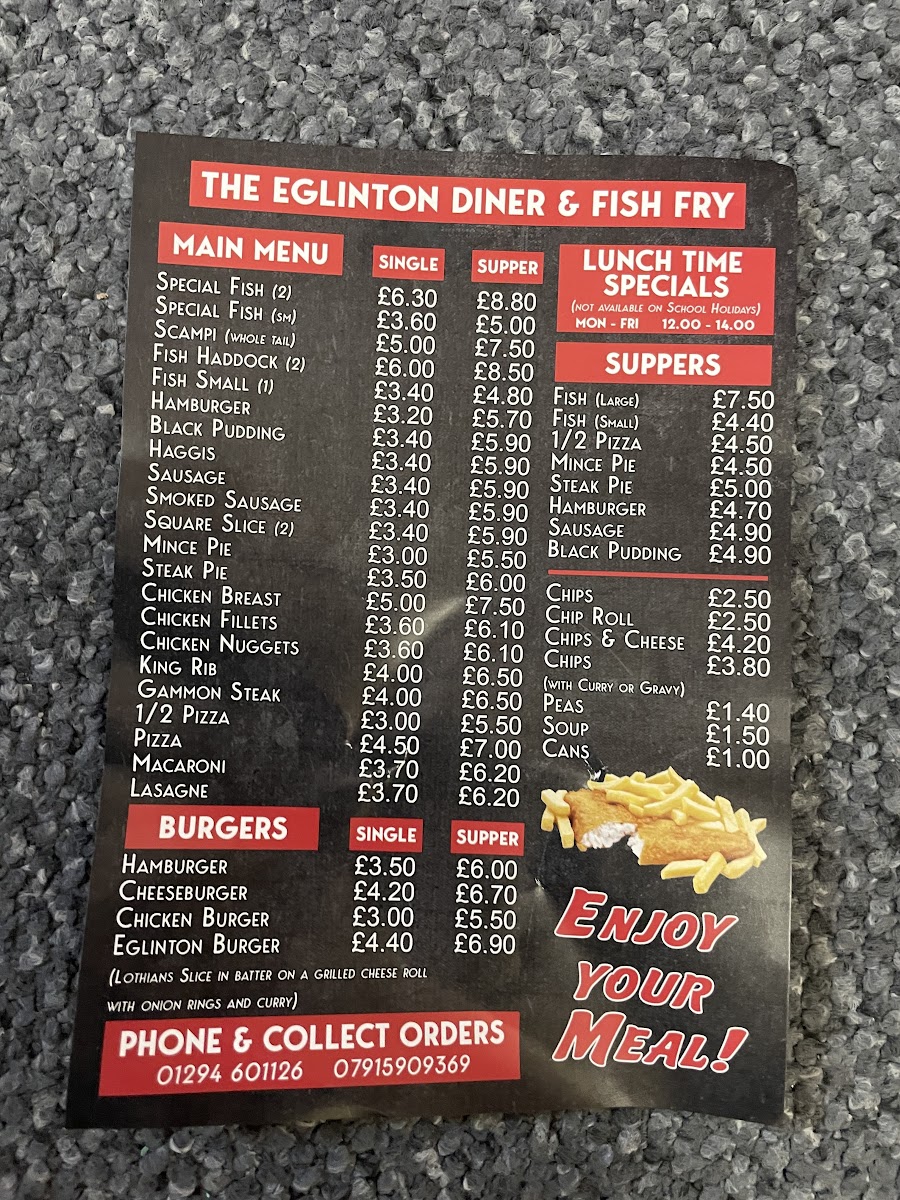 THE EGLINTON DINER & FISH FRY
MAIN MENU SINGLE SUPPER
SPECIAL FISH (2) £6.30 £8.80
SPECIAL FISH (SM) £3.60 £5.00
SCAMPI (WHOLE TAIL) £5.00 £7.50
FISH HADDOCK (2) £6.00 £8.50
FISH SMALL (1) £3.40 £4.80
HAMBURGER £3.20 £5.70
BLACK PUDDING £3.40 £5.90
HAGGIS £3.40 £5.90
SAUSAGE £3.40 £5.90
SMOKED SAUSAGE £3.40 £5.90
SQUARE SLICE (2) £3.40 £5.90
MINCE PIE £3.00 £5.50
STEAK PIE £3.50 £6.00
CHICKEN BREAST £5.00 £7.50
CHICKEN FILLETS £3.60 £6.10
CHICKEN NUGGETS £3.60 £6.10
KING RIB £4.00 £6.50
GAMMON STEAK £4.00 £6.50
1/2 PIZZA £3.00 £5.50
PIZZA £4.50 £7.00
MACARONI £3.70 £6.20
LASAGNE £3.70 £6.20
BURGERS SINGLE SUPPER
HAMBURGER £3.50 £6.00
CHEESEBURGER £4.20 £6.70
CHICKEN BURGER £3.00 £5.50
EGLINTON BURGER £4.40 £6.90
(LOTHIANS SLICE IN BATTER ON A GRILLED CHEESE ROLL
WITH ONION RINGS AND CURRY)
PHONE & COLLECT ORDERS
01294 601126 07915909369
LUNCH TIME
SPECIALS
(NOT AVAILABLE ON SCHOOL HOLIDAYS)
MON - FRI 12.00 - 14.00
SUPPERS
FISH (LARGE) £7.50
FISH (SMALL) £4.40
1/2 PIZZA £4.50
MINCE PIE £4.50
STEAK PIE £5.00
HAMBURGER £4.70
SAUSAGE £4.90
BLACK PUDDING £4.90
CHIPS £2.50
CHIP ROLL £2.50
CHIPS & CHEESE £4.20
CHIPS £3.80
(WITH CURRY OR GRAVY)
PEAS £1.40
SOUP £1.50
CANS £1.00
ENJOY
YOUR
MEAL!